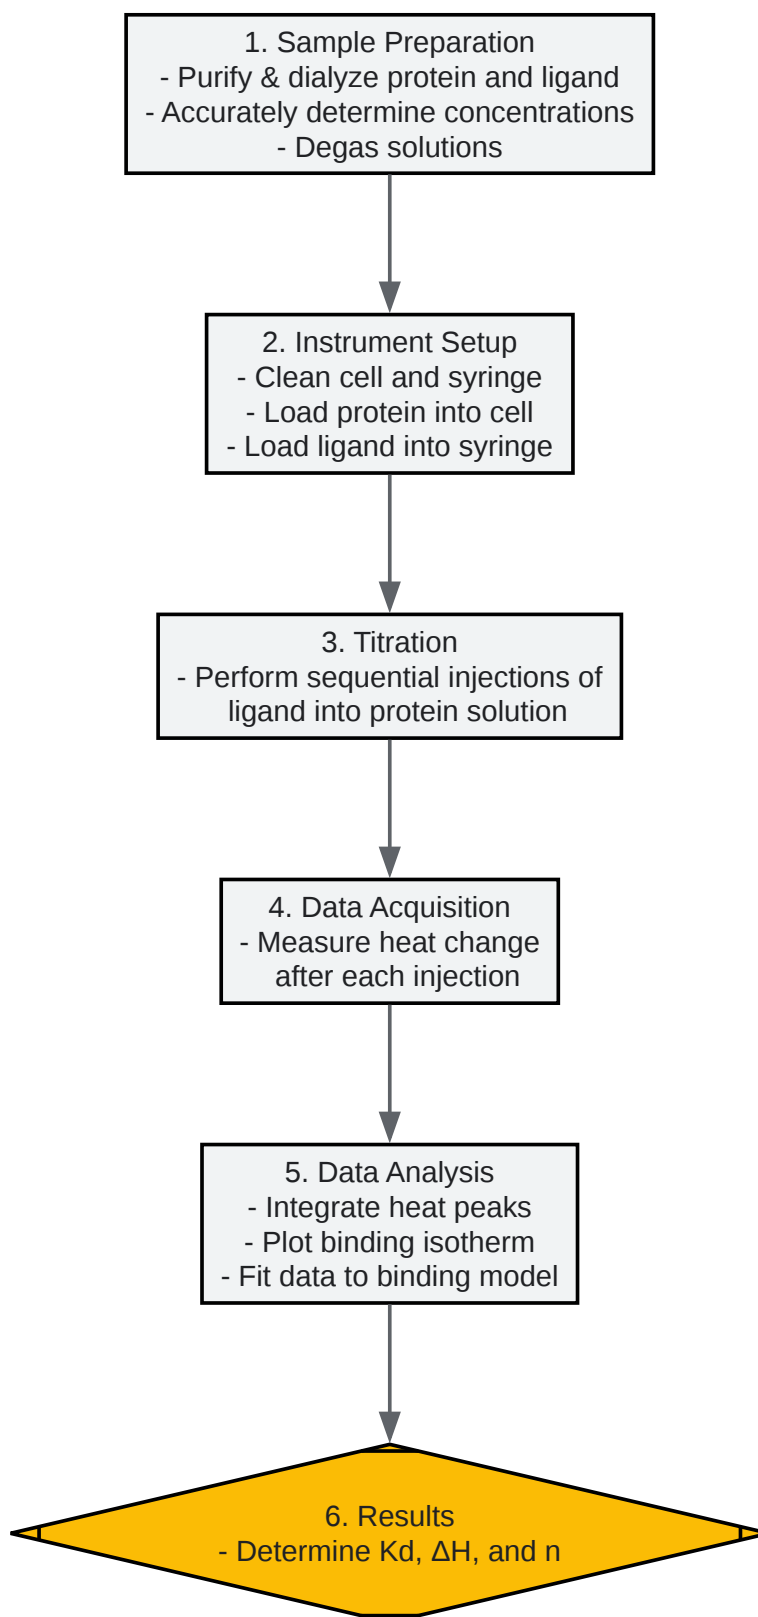 1. Sample Preparation
- Purify & dialyze protein and ligand
- Accurately determine concentrations
- Degas solutions
2. Instrument Setup
- Clean cell and syringe
- Load protein into cell
- Load ligand into syringe
3. Titration
- Perform sequential injections of
ligand into protein solution
4. Data Acquisition
- Measure heat change
after each injection
5. Data Analysis
- Integrate heat peaks
- Plot binding isotherm
- Fit data to binding model
6. Results
- Determine Kd, ΔH, and n